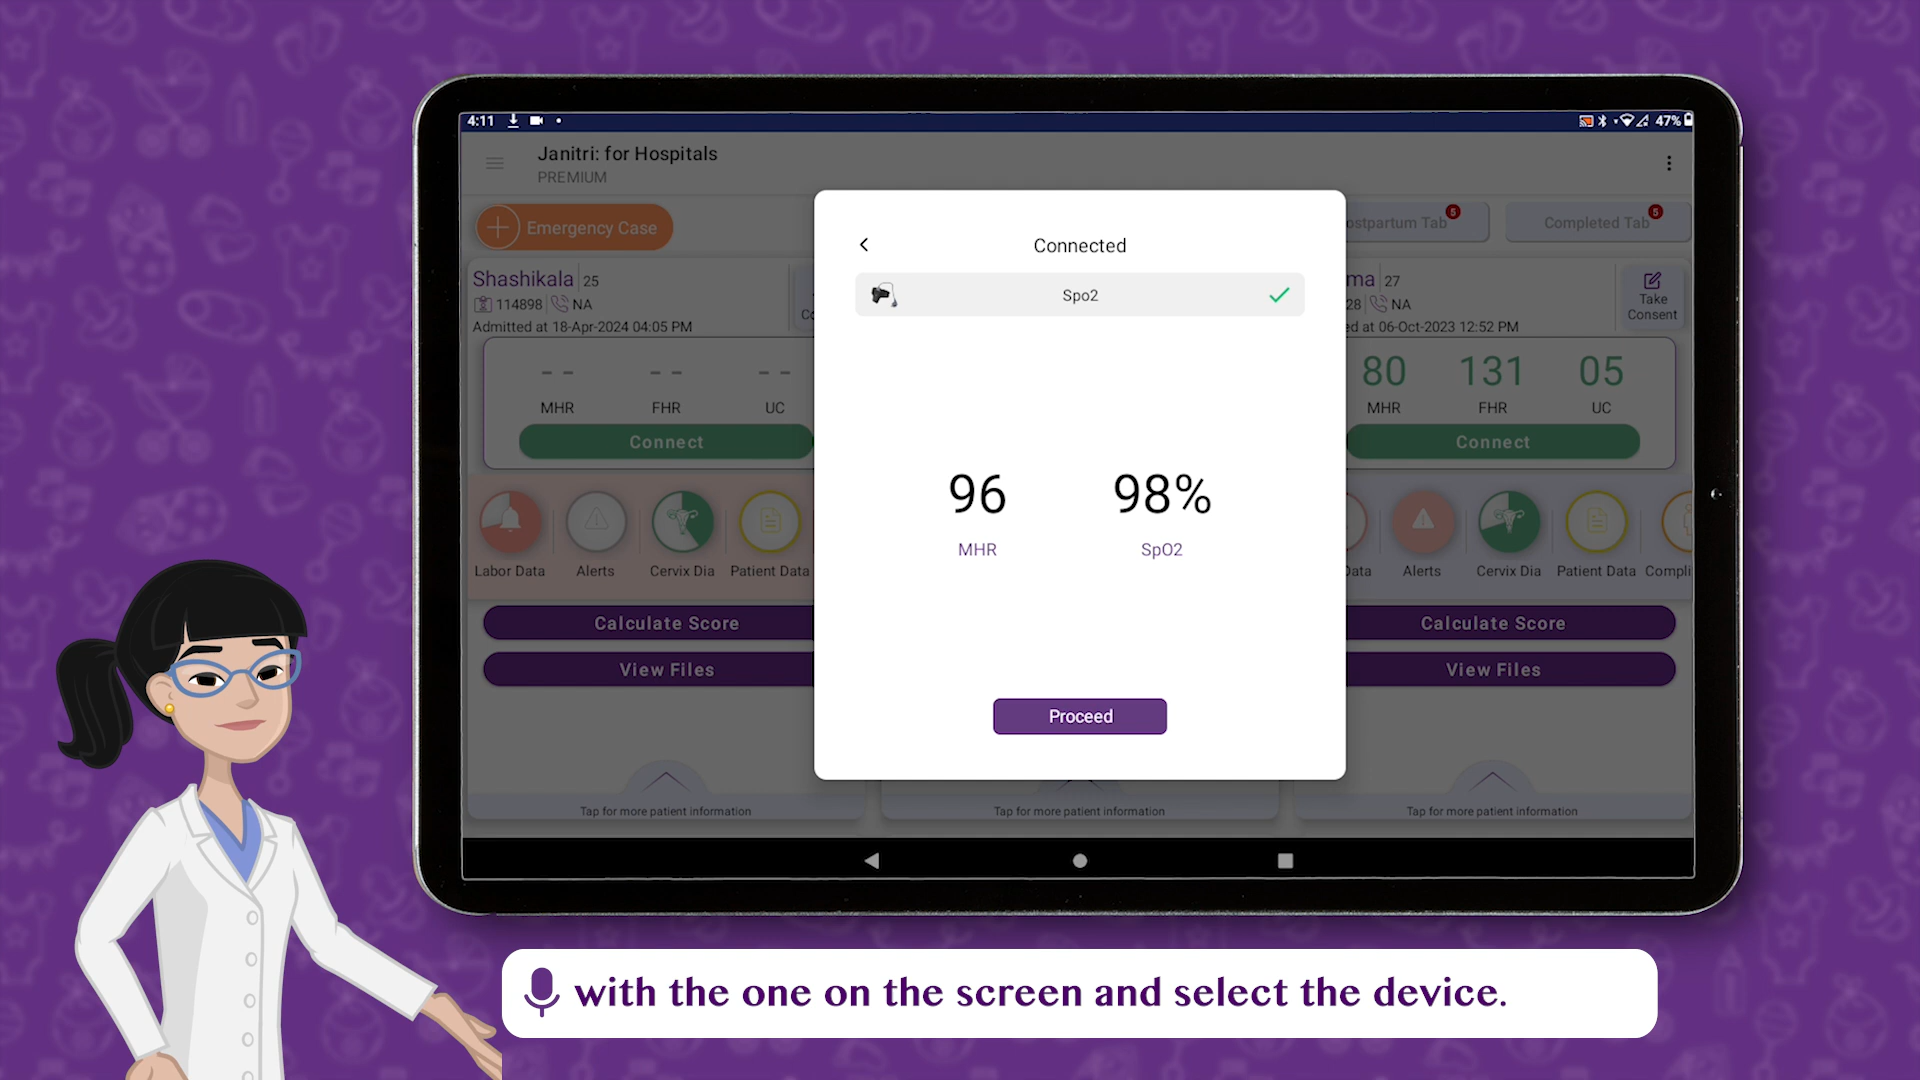 4:11
47%
Janitri: for Hospitals
PREMIUM
Emergency Case
ostpartum Tab 5
Completed Tab 5
Shashikala 25
114898 NA
Admitted at 18-Apr-2024 04:05 PM
-- -- --
MHR FHR UC
Connect
Labor Data Alerts Cervix Dia Patient Data
Calculate Score
View Files
Tap for more patient information
Connected
Spo2
96 98%
MHR SpO2
Proceed
Tap for more patient information
ma 27
28 NA
ed at 06-Oct-2023 12:52 PM
Take
Consent
80 131 05
MHR FHR UC
Connect
Data Alerts Cervix Dia Patient Data Compli
Calculate Score
View Files
Tap for more patient information
with the one on the screen and select the device.